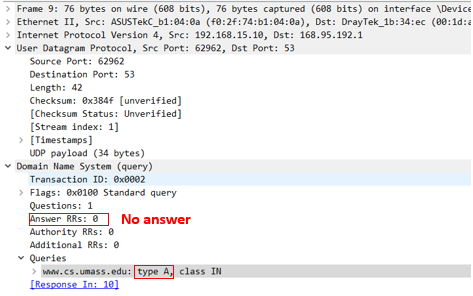 Frame 9: 76 bytes on wire (608 bits), 76 bytes captured (608 bits) on interface \Device
Ethernet II, Src: ASUSTekC_b1:04:0a (f0:2f:74:b1:04:0a), Dst: DrayTek_1b:34:ec (00:1d:a
Internet Protocol Version 4, Src: 192.168.15.10, Dst: 168.95.192.1
User Datagram Protocol, Src Port: 62962, Dst Port: 53
Source Port: 62962
Destination Port: 53
Length: 42
Checksum: 0x384f [unverified]
[Checksum Status: Unverified]
[Stream index: 1]
[Timestamps]
UDP payload (34 bytes)
Domain Name System (query)
Transaction ID: 0x0002
Flags: 0x0100 Standard query
Questions: 1
Answer RRs: 0 No answer
Authority RRs: 0
Additional RRs: 0
Queries
www.cs.umass.edu: type A, class IN
[Response In: 10]